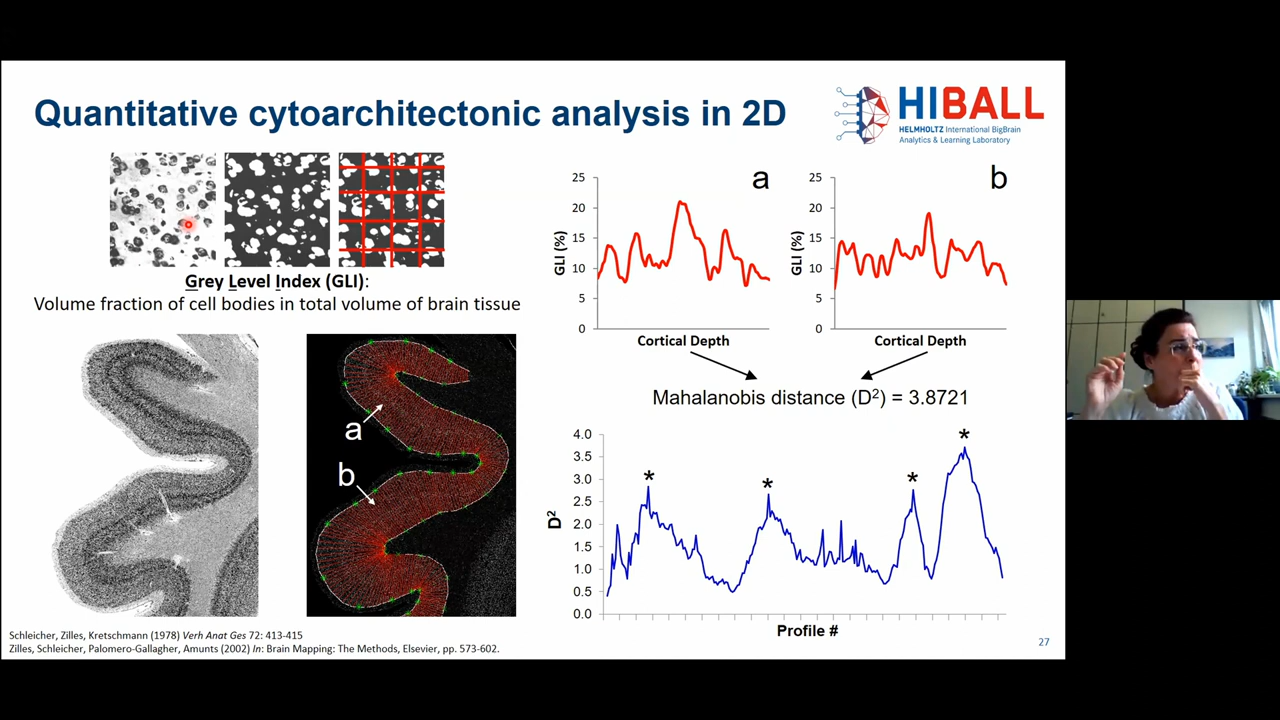 Quantitative cytoarchitectonic analysis in 2D
HIBALL
HELMHOLTZ International BigBrain
Analytics & Learning Laboratory
Grey Level Index (GLI):
Volume fraction of cell bodies in total volume of brain tissue
a
b
25
20
15
10
5
0
GLI (%)
a
Cortical Depth
25
20
15
10
5
0
GLI (%)
b
Cortical Depth
Mahalanobis distance (D²) = 3.8721
4.0
3.5
3.0
2.5
2.0
1.5
1.0
0.5
0.0
D²
* * * *
Profile #
Schleicher, Zilles, Kretschmann (1978) Verh Anat Ges 72: 413-415
Zilles, Schleicher, Palomero-Gallagher, Amunts (2002) In: Brain Mapping: The Methods, Elsevier, pp. 573-602.
27